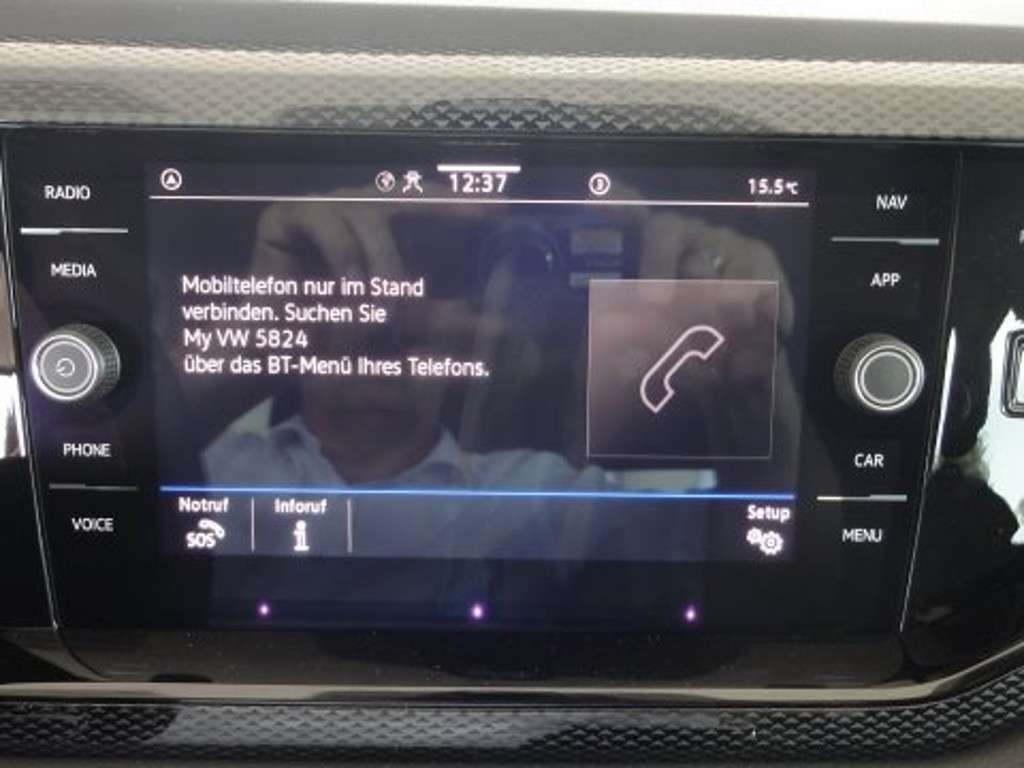 RADIO
MEDIA
PHONE
VOICE
12:37
3
15.5°C
Mobiltelefon nur im Stand
verbinden. Suchen Sie
My VW 5824
über das BT-Menü Ihres Telefons.
Notruf
SOS
Inforuf
i
Setup
NAV
APP
CAR
MENU